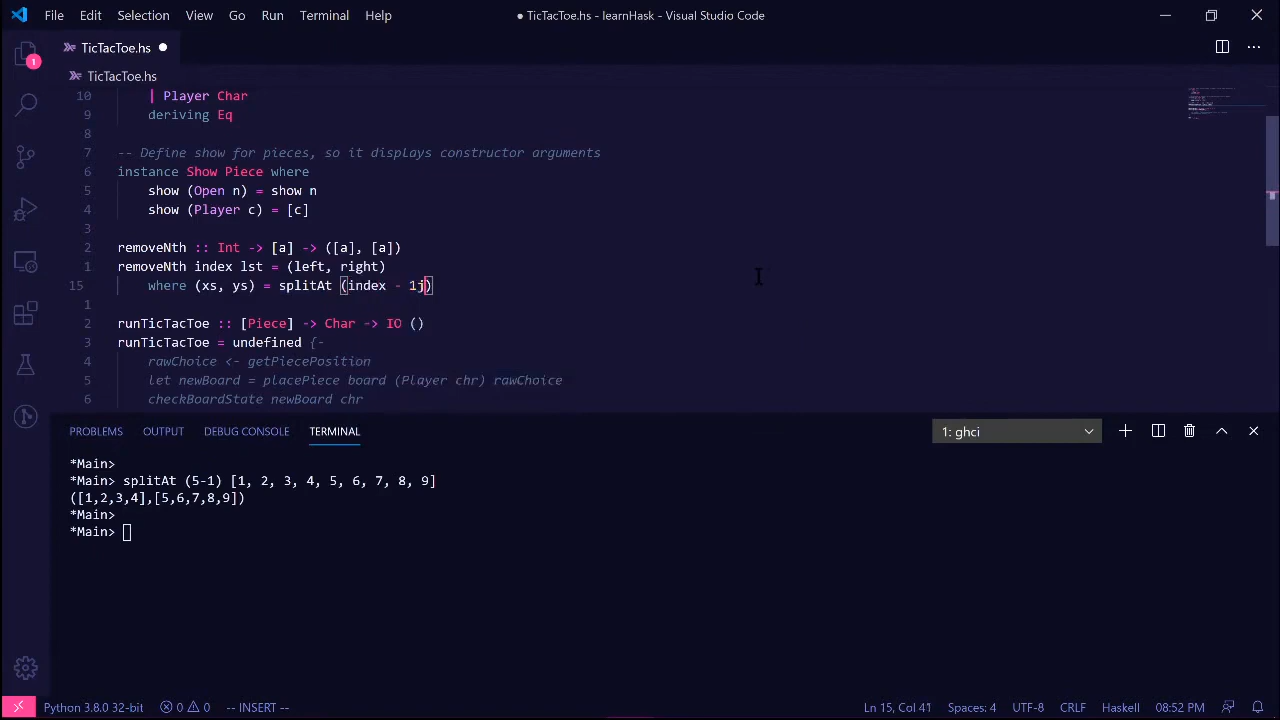 File Edit Selection View Go Run Terminal Help
● TicTacToe.hs - learnHask - Visual Studio Code
TicTacToe.hs
1
TicTacToe.hs
10 | Player Char
9 deriving Eq
8
7 -- Define show for pieces, so it displays constructor arguments
6 instance Show Piece where
5 show (Open n) = show n
4 show (Player c) = [c]
3
2 removeNth :: Int -> [a] -> ([a], [a])
1 removeNth index lst = (left, right)
15 where (xs, ys) = splitAt (index - 1j)
1
2 runTicTacToe :: [Piece] -> Char -> IO ()
3 runTicTacToe = undefined {-
4 rawChoice <- getPiecePosition
5 let newBoard = placePiece board (Player chr) rawChoice
6 checkBoardState newBoard chr
PROBLEMS OUTPUT DEBUG CONSOLE TERMINAL
1: ghci
*Main>
*Main> splitAt (5-1) [1, 2, 3, 4, 5, 6, 7, 8, 9]
([1,2,3,4],[5,6,7,8,9])
*Main>
*Main>
Python 3.8.0 32-bit 0 0 -- INSERT -- Ln 15, Col 41 Spaces: 4 UTF-8 CRLF Haskell 08:52 PM